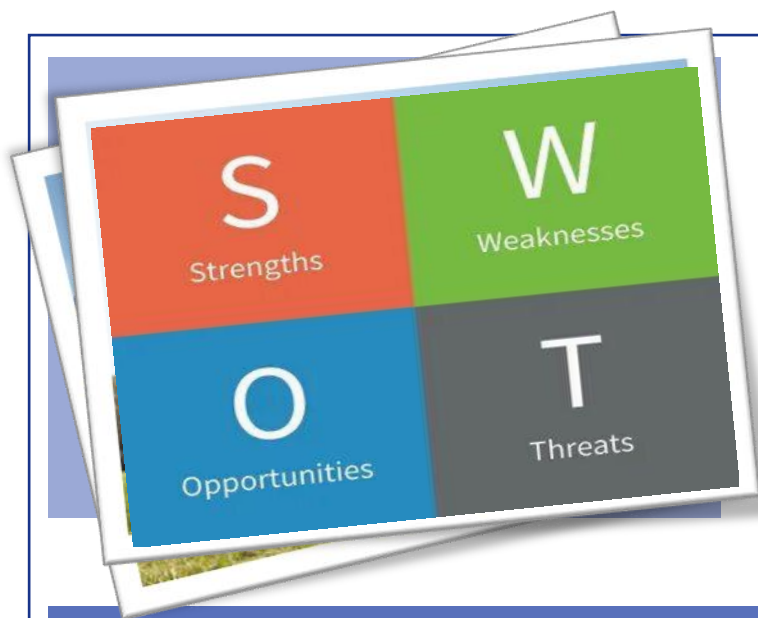 S
Strengths
W
Weaknesses
O
Opportunities
T
Threats